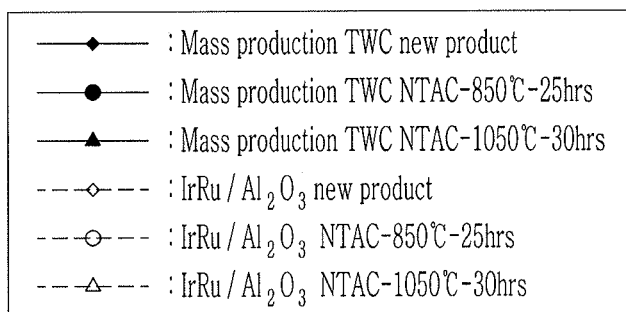 : Mass production TWC new product
: Mass production TWC NTAC-850℃-25hrs
: Mass production TWC NTAC-1050℃-30hrs
: IrRu / Al₂O₃ new product
: IrRu / Al₂O₃ NTAC-850℃-25hrs
: IrRu / Al₂O₃ NTAC-1050℃-30hrs